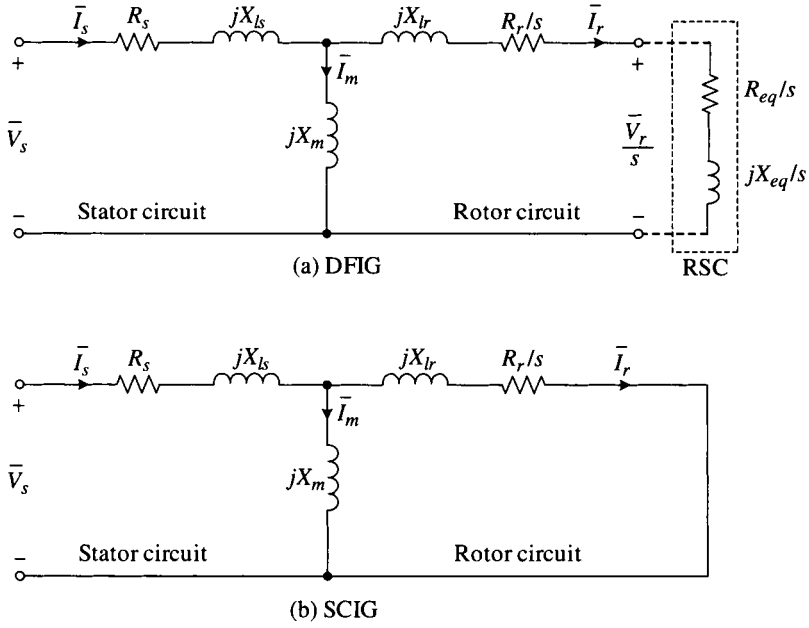 I̅s Rs jXls jXlr Rr/s I̅r
+ I̅m + Req/s
V̅s jXm V̅r/s jXeq/s
− Stator circuit Rotor circuit −
(a) DFIG RSC
I̅s Rs jXls jXlr Rr/s I̅r
+ I̅m
V̅s jXm
− Stator circuit Rotor circuit
(b) SCIG